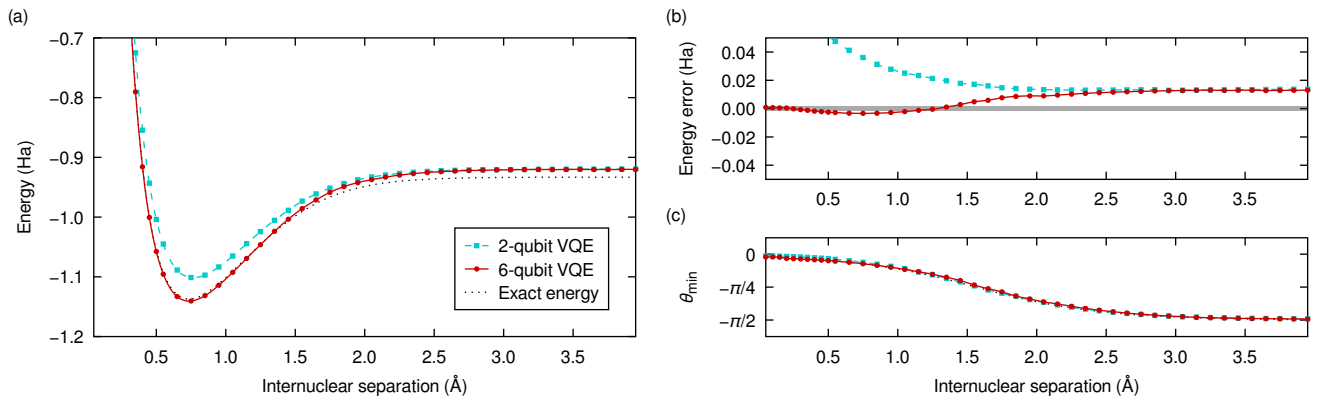 (a)
−0.7
−0.8
−0.9
−1.0
−1.1
−1.2
Energy (Ha)
0.5 1.0 1.5 2.0 2.5 3.0 3.5
Internuclear separation (Å)
2-qubit VQE
6-qubit VQE
Exact energy
(b)
0.04
0.02
0.00
−0.02
−0.04
Energy error (Ha)
0.5 1.0 1.5 2.0 2.5 3.0 3.5
(c)
0
−π/4
−π/2
θmin
0.5 1.0 1.5 2.0 2.5 3.0 3.5
Internuclear separation (Å)